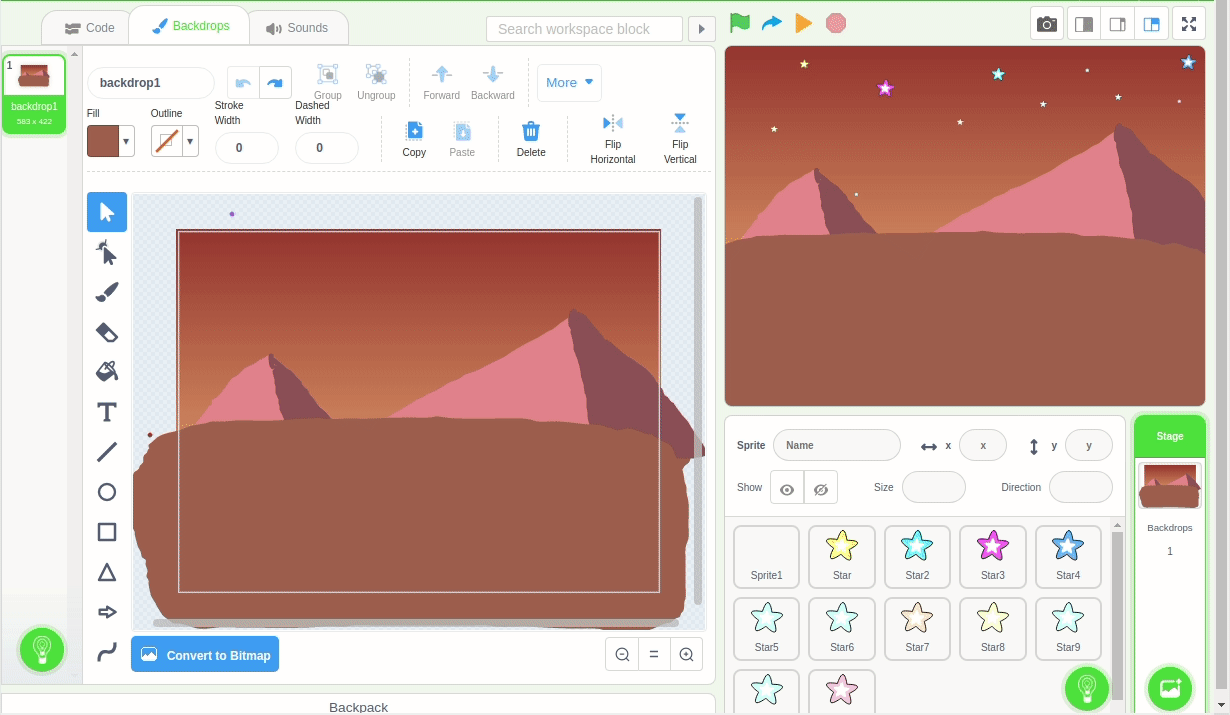 Code
Backdrops
Sounds
Search workspace block
1
backdrop1
583 x 422
backdrop1
Group
Ungroup
Forward
Backward
More
Fill
Outline
Stroke Width
0
Dashed Width
0
Copy
Paste
Delete
Flip Horizontal
Flip Vertical
T
Convert to Bitmap
=
Backpack
Sprite
Name
x
x
y
y
Show
Size
Direction
Stage
Backdrops
1
Sprite1
Star
Star2
Star3
Star4
Star5
Star6
Star7
Star8
Star9